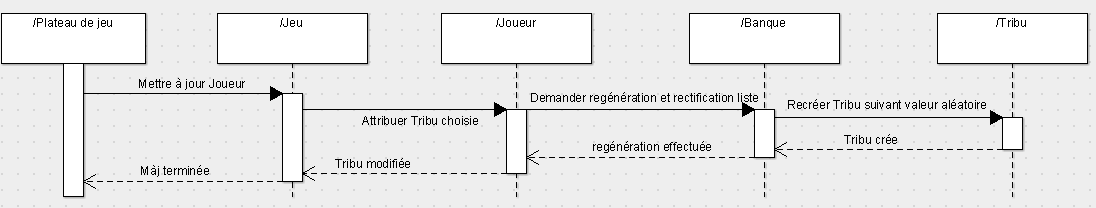 /Plateau de jeu
/Jeu
/Joueur
/Banque
/Tribu
Mettre à jour Joueur
Attribuer Tribu choisie
Demander regénération et rectification liste
Recréer Tribu suivant valeur aléatoire
Tribu crée
regénération effectuée
Tribu modifiée
Màj terminée